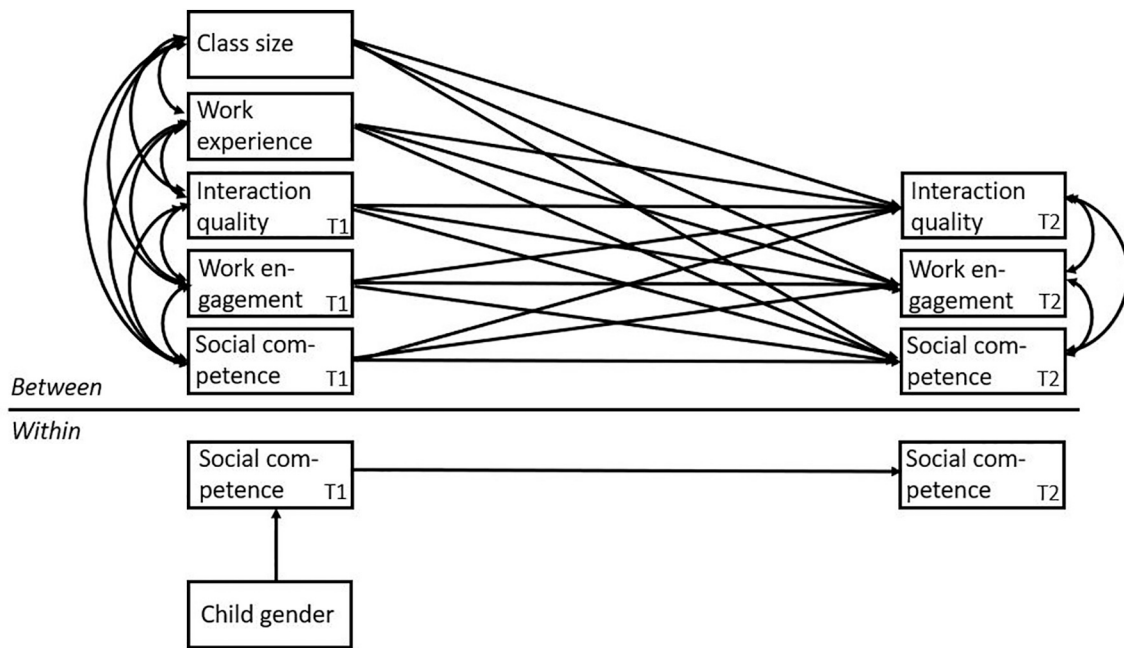 Class size
Work
experience
Interaction
quality T1
Work en-
gagement T1
Social com-
petence T1
Interaction
quality T2
Work en-
gagement T2
Social com-
petence T2
Between
Within
Social com-
petence T1
Social com-
petence T2
Child gender